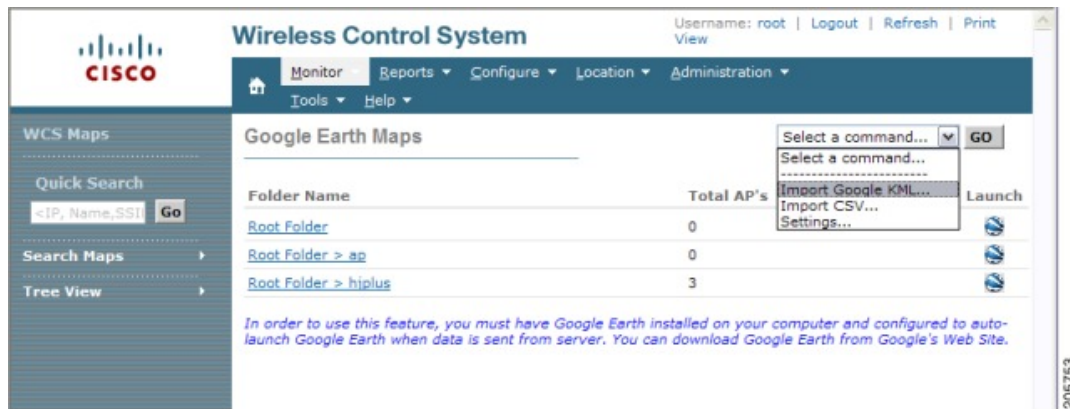 CISCO
Wireless Control System
Username: root | Logout | Refresh | Print
View
Monitor Reports Configure Location Administration
Tools Help
WCS Maps
Quick Search
<IP, Name,SSI Go
Search Maps
Tree View
Google Earth Maps
Select a command... GO
Select a command...
-----------------------
Import Google KML...
Import CSV...
Settings...
Folder Name Total AP's Launch
Root Folder 0
Root Folder > ap 0
Root Folder > hjplus 3
In order to use this feature, you must have Google Earth installed on your computer and configured to auto-
launch Google Earth when data is sent from server. You can download Google Earth from Google's Web Site.
205753